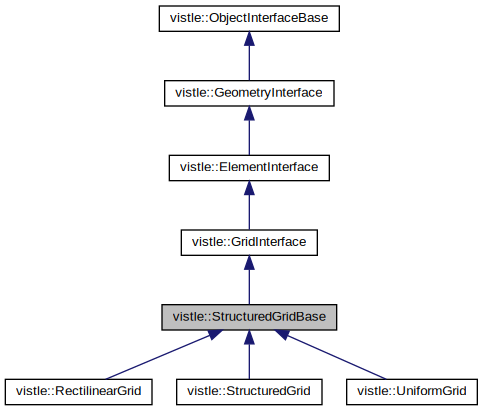 vistle::ObjectInterfaceBase
vistle::GeometryInterface
vistle::ElementInterface
vistle::GridInterface
vistle::StructuredGridBase
vistle::RectilinearGrid
vistle::StructuredGrid
vistle::UniformGrid